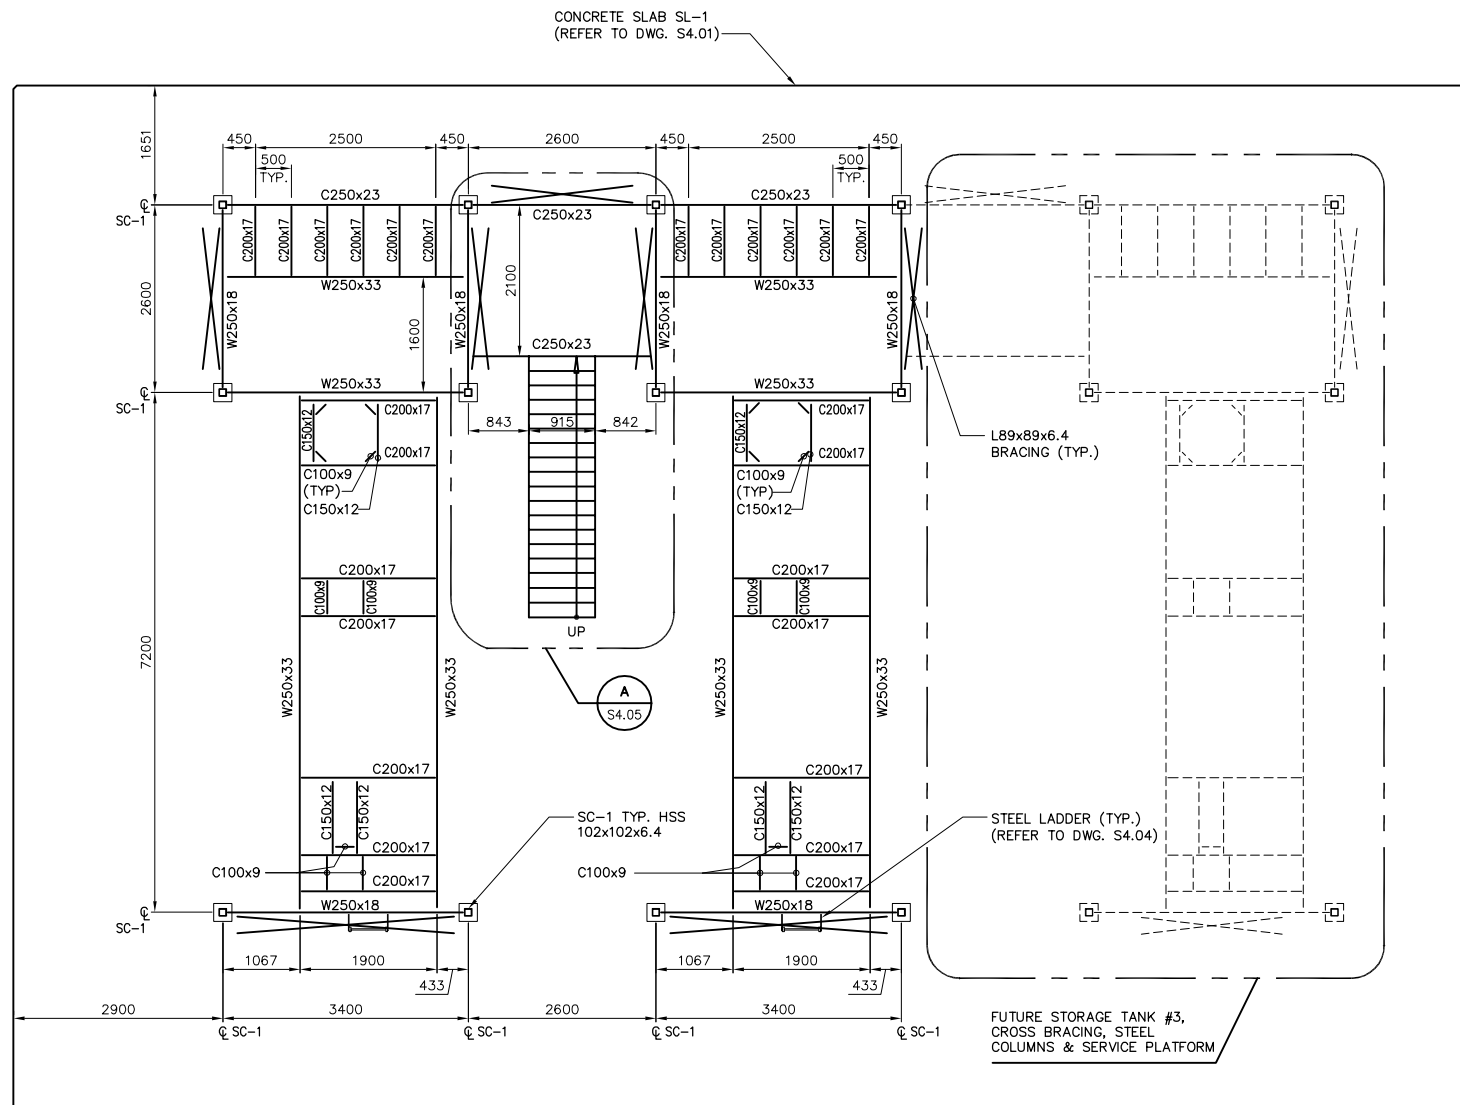 CONCRETE SLAB SL-1
(REFER TO DWG. S4.01)
1651
450
2500
450
2600
450
2500
450
500
TYP.
500
TYP.
C250x23
C250x23
C250x23
℄
SC-1
C200x17
C200x17
C200x17
C200x17
C200x17
C200x17
C200x17
C200x17
C200x17
C200x17
C200x17
C200x17
2600
W250x18
W250x33
1600
W250x18
2100
W250x18
W250x33
W250x18
C250x23
W250x33
W250x33
℄
SC-1
843
915
842
C150x12
C200x17
C200x17
C100x9
(TYP)
C150x12
C150x12
C200x17
C200x17
C100x9
(TYP)
C150x12
L89x89x6.4
BRACING (TYP.)
C200x17
C100x9
C100x9
C200x17
C200x17
C100x9
C100x9
C200x17
UP
7200
W250x33
W250x33
A
S4.05
W250x33
W250x33
C200x17
C150x12
C150x12
C200x17
C100x9
C200x17
W250x18
SC-1 TYP. HSS
102x102x6.4
C200x17
C150x12
C150x12
C200x17
C100x9
C200x17
W250x18
STEEL LADDER (TYP.)
(REFER TO DWG. S4.04)
℄
SC-1
1067
1900
433
1067
1900
433
2900
3400
2600
3400
℄ SC-1
℄ SC-1
℄ SC-1
℄ SC-1
FUTURE STORAGE TANK #3,
CROSS BRACING, STEEL
COLUMNS & SERVICE PLATFORM